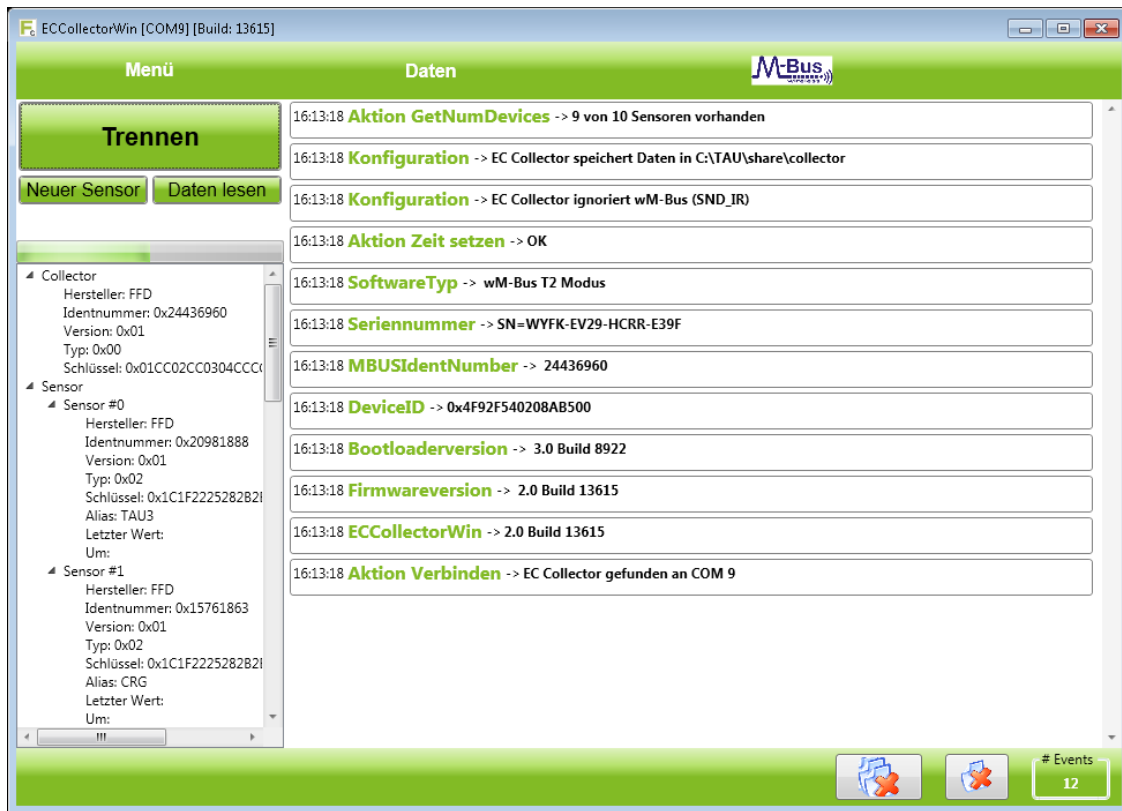 ECCollectorWin [COM9] [Build: 13615]
Menü
Daten
M-Bus
Trennen
Neuer Sensor
Daten lesen
Collector
Hersteller: FFD
Identnummer: 0x24436960
Version: 0x01
Typ: 0x00
Schlüssel: 0x01CC02CC0304CCC
Sensor
Sensor #0
Hersteller: FFD
Identnummer: 0x20981888
Version: 0x01
Typ: 0x02
Schlüssel: 0x1C1F2225282B2
Alias: TAU3
Letzter Wert:
Um:
Sensor #1
Hersteller: FFD
Identnummer: 0x15761863
Version: 0x01
Typ: 0x02
Schlüssel: 0x1C1F2225282B2
Alias: CRG
Letzter Wert:
Um:
16:13:18 Aktion GetNumDevices -> 9 von 10 Sensoren vorhanden
16:13:18 Konfiguration -> EC Collector speichert Daten in C:\TAU\share\collector
16:13:18 Konfiguration -> EC Collector ignoriert wM-Bus (SND_IR)
16:13:18 Aktion Zeit setzen -> OK
16:13:18 SoftwareTyp -> wM-Bus T2 Modus
16:13:18 Seriennummer -> SN=WYFK-EV29-HCRR-E39F
16:13:18 MBUSIdentNumber -> 24436960
16:13:18 DeviceID -> 0x4F92F540208AB500
16:13:18 Bootloaderversion -> 3.0 Build 8922
16:13:18 Firmwareversion -> 2.0 Build 13615
16:13:18 ECCollectorWin -> 2.0 Build 13615
16:13:18 Aktion Verbinden -> EC Collector gefunden an COM 9
# Events
12